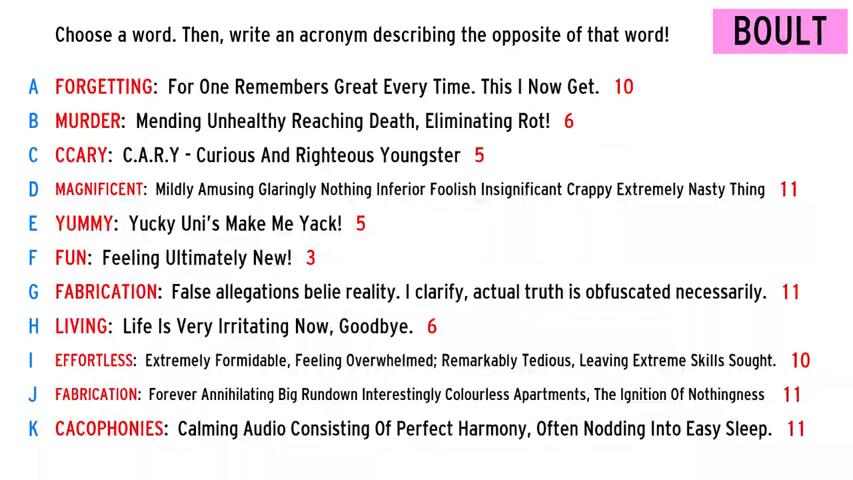 Choose a word. Then, write an acronym describing the opposite of that word!
BOULT
A FORGETTING: For One Remembers Great Every Time. This I Now Get. 10
B MURDER: Mending Unhealthy Reaching Death, Eliminating Rot! 6
C CCARY: C.A.R.Y - Curious And Righteous Youngster 5
D MAGNIFICENT: Mildly Amusing Glaringly Nothing Inferior Foolish Insignificant Crappy Extremely Nasty Thing 11
E YUMMY: Yucky Uni's Make Me Yack! 5
F FUN: Feeling Ultimately New! 3
G FABRICATION: False allegations belie reality. I clarify, actual truth is obfuscated necessarily. 11
H LIVING: Life Is Very Irritating Now, Goodbye. 6
I EFFORTLESS: Extremely Formidable, Feeling Overwhelmed; Remarkably Tedious, Leaving Extreme Skills Sought. 10
J FABRICATION: Forever Annihilating Big Rundown Interestingly Colourless Apartments, The Ignition Of Nothingness 11
K CACOPHONIES: Calming Audio Consisting Of Perfect Harmony, Often Nodding Into Easy Sleep. 11